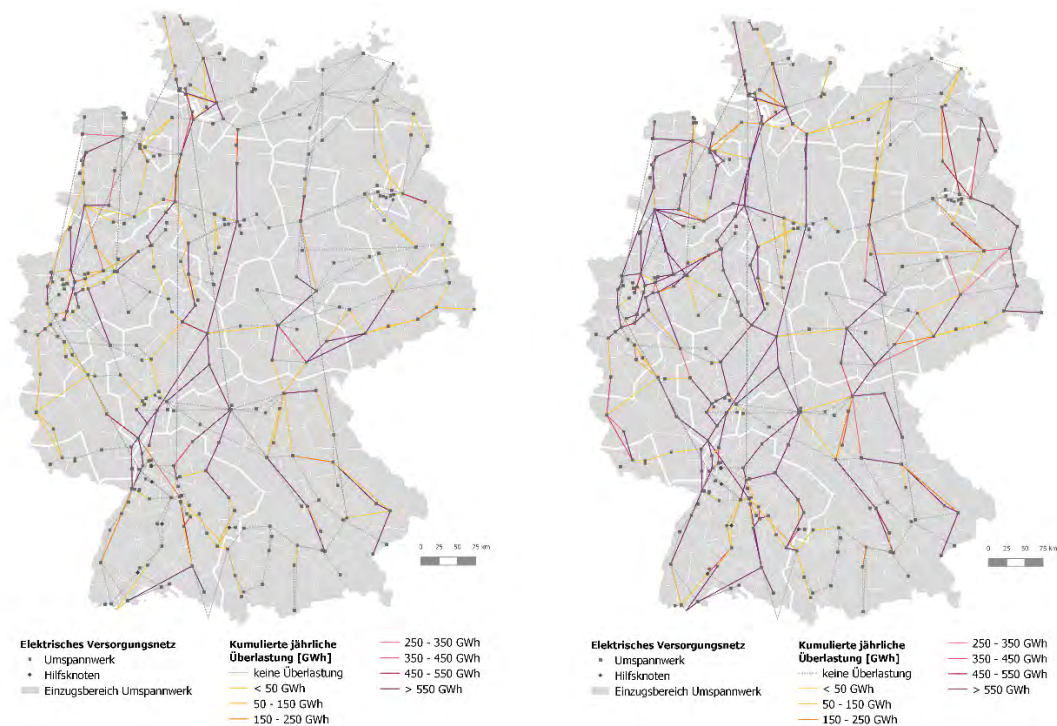 0 25 50 75 km
0 25 50 75 km
Elektrisches Versorgungsnetz
Umspannwerk
Hilfsknoten
Einzugsbereich Umspannwerk
Kumulierte jährliche
Überlastung [GWh]
keine Überlastung
< 50 GWh
50 - 150 GWh
150 - 250 GWh
250 - 350 GWh
350 - 450 GWh
450 - 550 GWh
> 550 GWh
Elektrisches Versorgungsnetz
Umspannwerk
Hilfsknoten
Einzugsbereich Umspannwerk
Kumulierte jährliche
Überlastung [GWh]
keine Überlastung
< 50 GWh
50 - 150 GWh
150 - 250 GWh
250 - 350 GWh
350 - 450 GWh
450 - 550 GWh
> 550 GWh